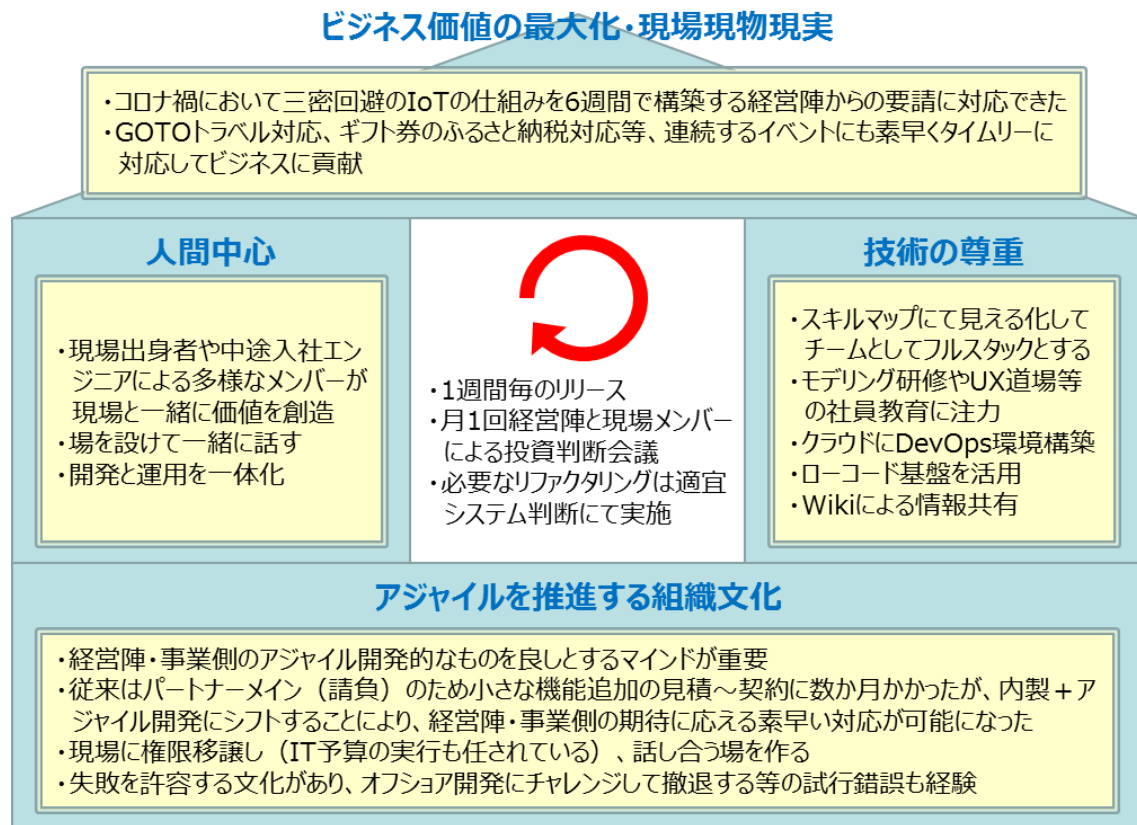 ビジネス価値の最大化・現場現物現実
・コロナ禍において三密回避のIoTの仕組みを6週間で構築する経営陣からの要請に対応できた
・GOTOトラベル対応、ギフト券のふるさと納税対応等、連続するイベントにも素早くタイムリーに
対応してビジネスに貢献
人間中心
・現場出身者や中途入社エン
ジニアによる多様なメンバーが
現場と一緒に価値を創造
・場を設けて一緒に話す
・開発と運用を一体化
・1週間毎のリリース
・月1回経営陣と現場メンバー
による投資判断会議
・必要なリファクタリングは適宜
システム判断にて実施
技術の尊重
・スキルマップにて見える化して
チームとしてフルスタックとする
・モデリング研修やUX道場等
の社員教育に注力
・クラウドにDevOps環境構築
・ローコード基盤を活用
・Wikiによる情報共有
アジャイルを推進する組織文化
・経営陣・事業側のアジャイル開発的なものを良しとするマインドが重要
・従来はパートナーメイン（請負）のため小さな機能追加の見積～契約に数か月かかったが、内製＋ア
ジャイル開発にシフトすることにより、経営陣・事業側の期待に応える素早い対応が可能になった
・現場に権限移譲し（IT予算の実行も任されている）、話し合う場を作る
・失敗を許容する文化があり、オフショア開発にチャレンジして撤退する等の試行錯誤も経験